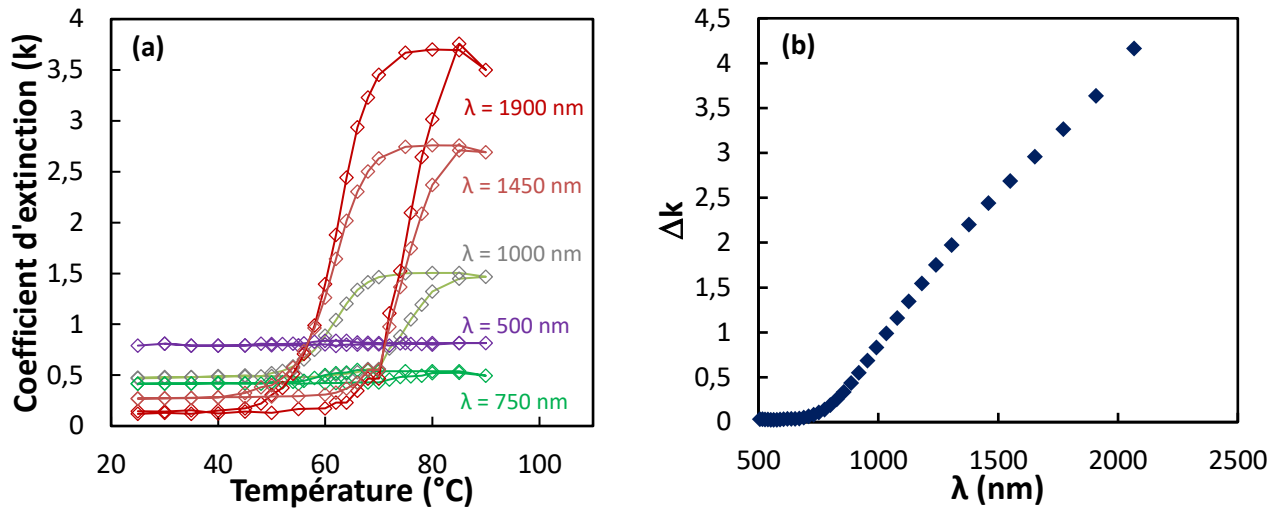 (a)
Coefficient d'extinction (k)
4
3,5
3
2,5
2
1,5
1
0,5
0
20
40
60
80
100
Température (°C)
λ = 1900 nm
λ = 1450 nm
λ = 1000 nm
λ = 500 nm
λ = 750 nm
(b)
Δk
4,5
4
3,5
3
2,5
2
1,5
1
0,5
0
500
1000
1500
2000
2500
λ (nm)